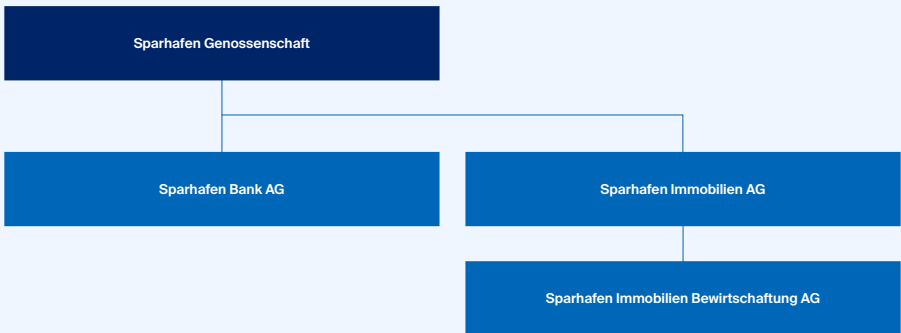 Sparhafen Genossenschaft
Sparhafen Bank AG
Sparhafen Immobilien AG
Sparhafen Immobilien Bewirtschaftung AG